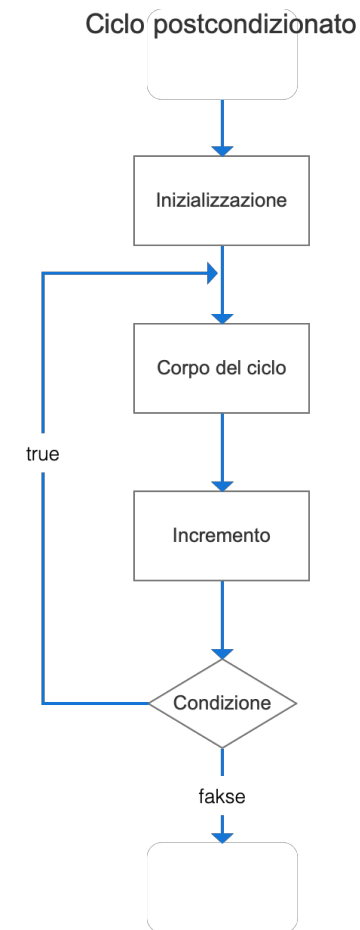 Ciclo postcondizionato
Inizializzazione
Corpo del ciclo
true
Incremento
Condizione
fakse